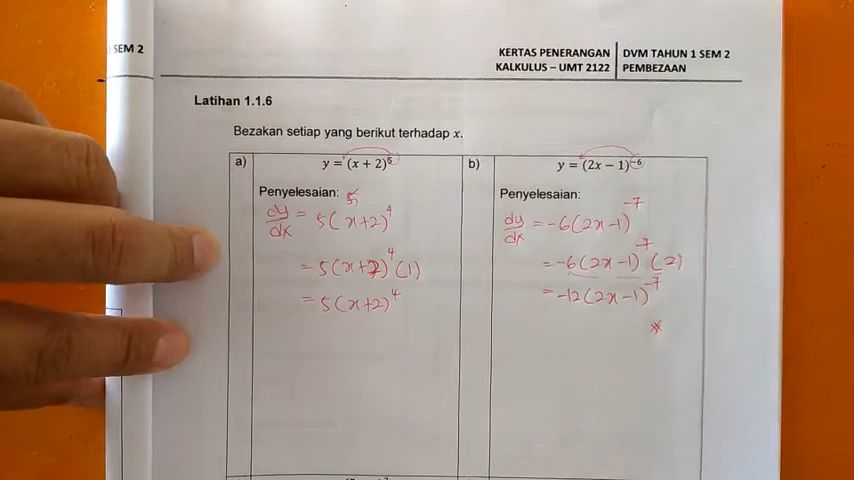 SEM 2
KERTAS PENERANGAN
KALKULUS – UMT 2122
DVM TAHUN 1 SEM 2
PEMBEZAAN
Latihan 1.1.6
Bezakan setiap yang berikut terhadap x.
a)
y = (x + 2)^5
Penyelesaian:
dy/dx = 5(x+2)^4
= 5(x+2)^4 (1)
= 5(x+2)^4
b)
y = (2x − 1)^−6
Penyelesaian:
dy/dx = -6(2x-1)^-7
= -6(2x-1)^-7 (2)
= -12(2x-1)^-7